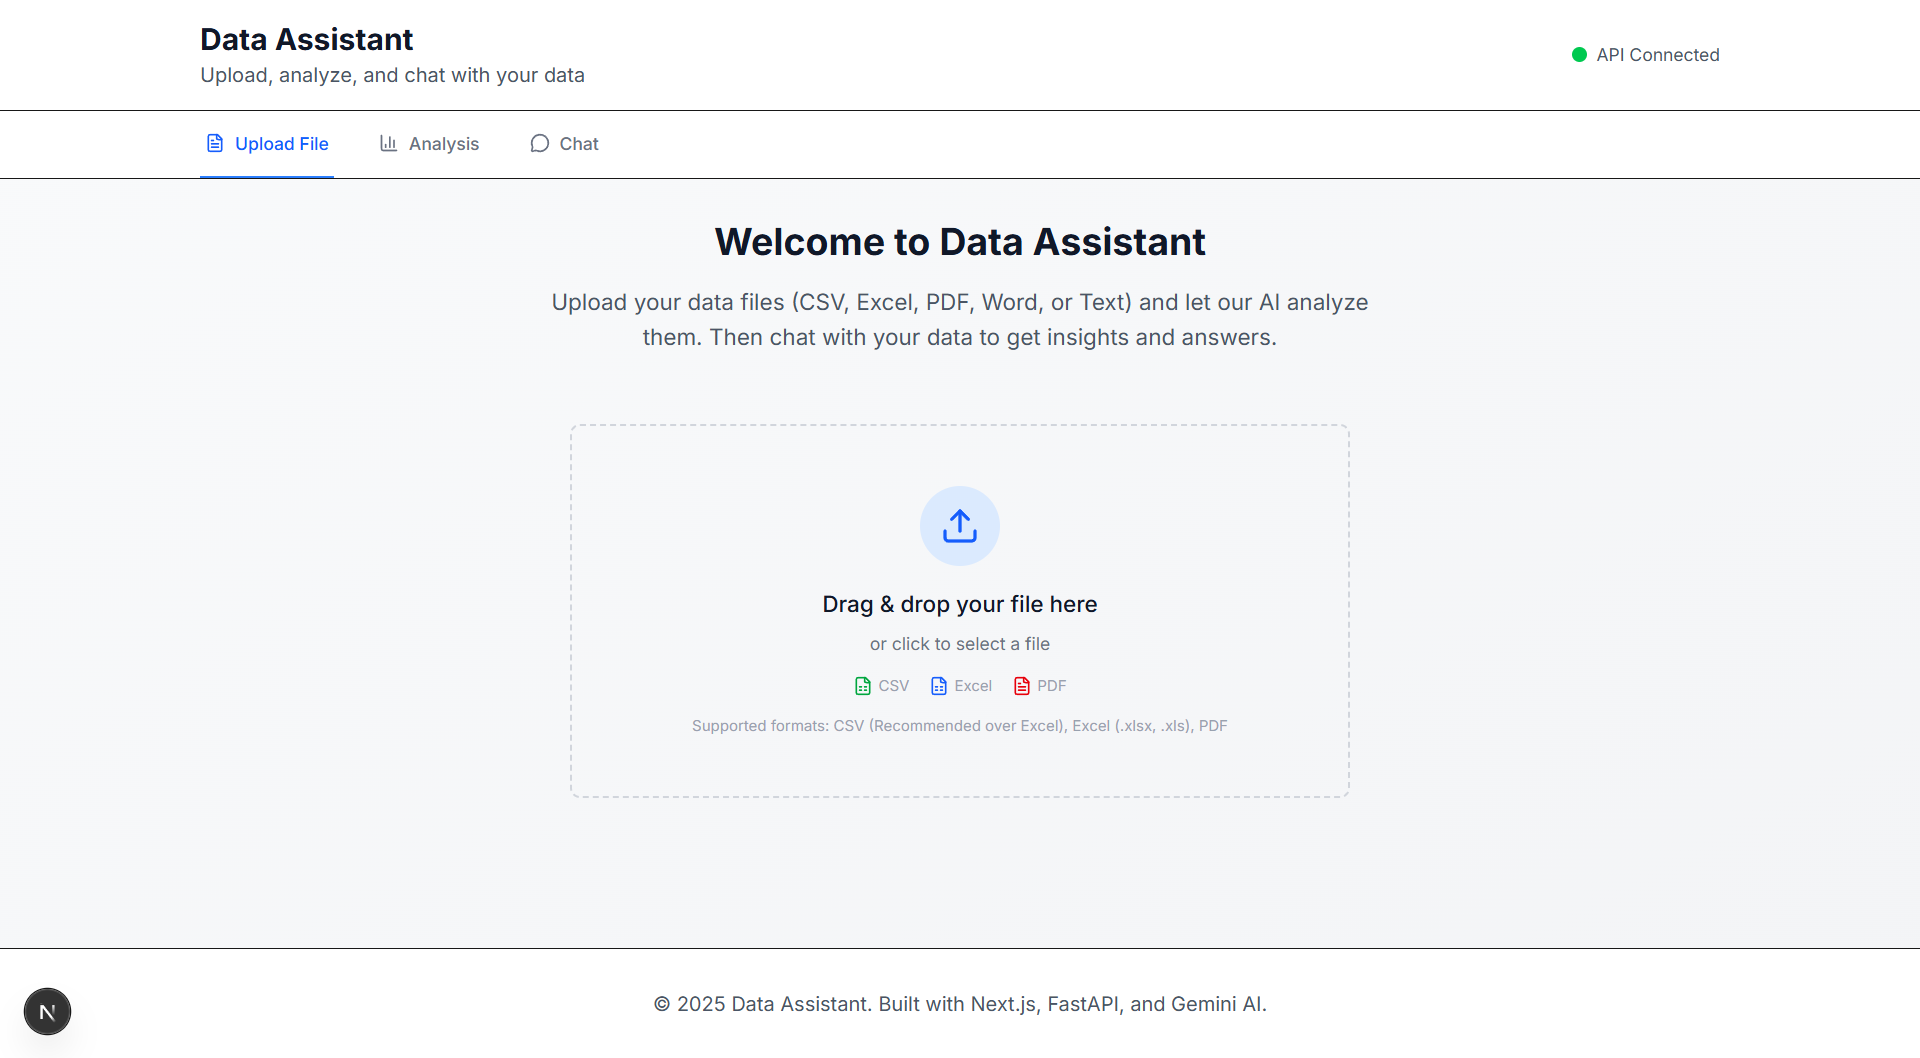 Data Assistant
Upload, analyze, and chat with your data
API Connected
Upload File
Analysis
Chat
Welcome to Data Assistant
Upload your data files (CSV, Excel, PDF, Word, or Text) and let our AI analyze
them. Then chat with your data to get insights and answers.
Drag & drop your file here
or click to select a file
CSV
Excel
PDF
Supported formats: CSV (Recommended over Excel), Excel (.xlsx, .xls), PDF
© 2025 Data Assistant. Built with Next.js, FastAPI, and Gemini AI.
N